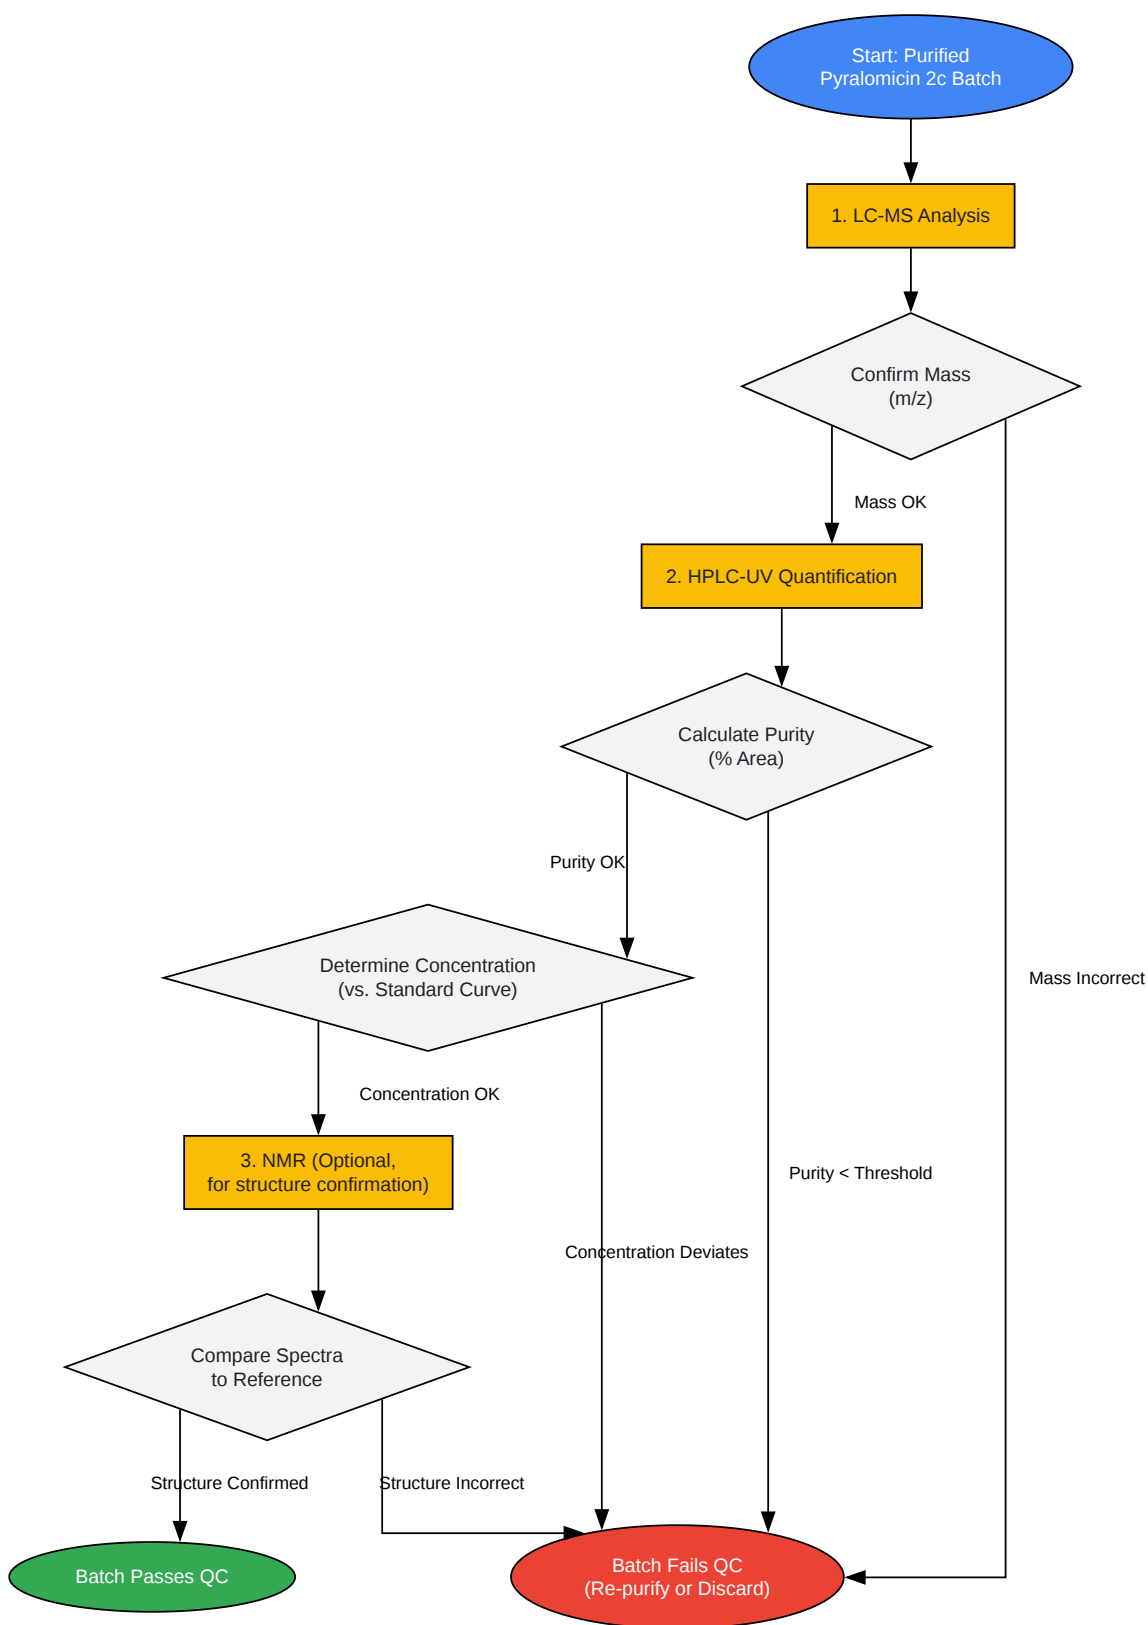 Start: Purified
Pyralomicin 2c Batch
1. LC-MS Analysis
Confirm Mass
(m/z)
Mass OK
2. HPLC-UV Quantification
Calculate Purity
(% Area)
Purity OK
Determine Concentration
(vs. Standard Curve)
Mass Incorrect
Concentration OK
3. NMR (Optional,
for structure confirmation)
Purity < Threshold
Concentration Deviates
Compare Spectra
to Reference
Structure Confirmed
Structure Incorrect
Batch Passes QC
Batch Fails QC
(Re-purify or Discard)